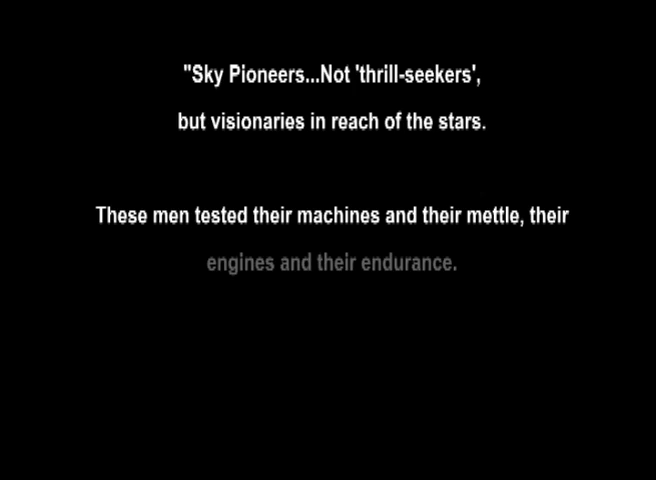 "Sky Pioneers...Not 'thrill-seekers',
but visionaries in reach of the stars.
These men tested their machines and their mettle, their
engines and their endurance.